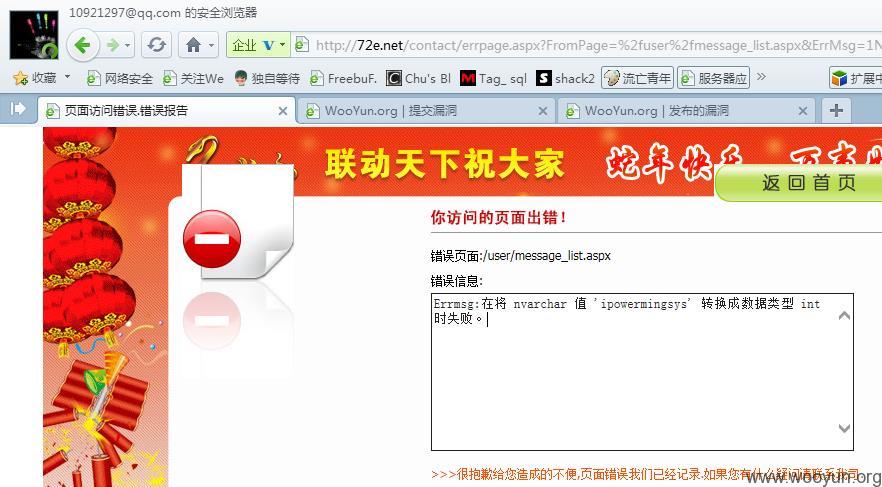 10921297@qq.com 的安全浏览器
企业 V http://72e.net/contact/errpage.aspx?FromPage=%2fuser%2fmessage_list.aspx&ErrMsg=1N
收藏 网络安全 关注We 独自等待 FreebuF. Chu's Bl Tag_ sql shack2 流亡青年 服务器应 » 扩展中
页面访问错误.错误报告 WooYun.org | 提交漏洞 WooYun.org | 发布的漏洞
联动天下祝大家 蛇年快乐
返回首页
你访问的页面出错！
错误页面:/user/message_list.aspx
错误信息:
Errmsg:在将 nvarchar 值 'ipowermingsys' 转换成数据类型 int
时失败。
>>>很抱歉给您造成的不便,页面错误我们已经记录.如果您有什么疑问请联系我司
www.wooyun.org